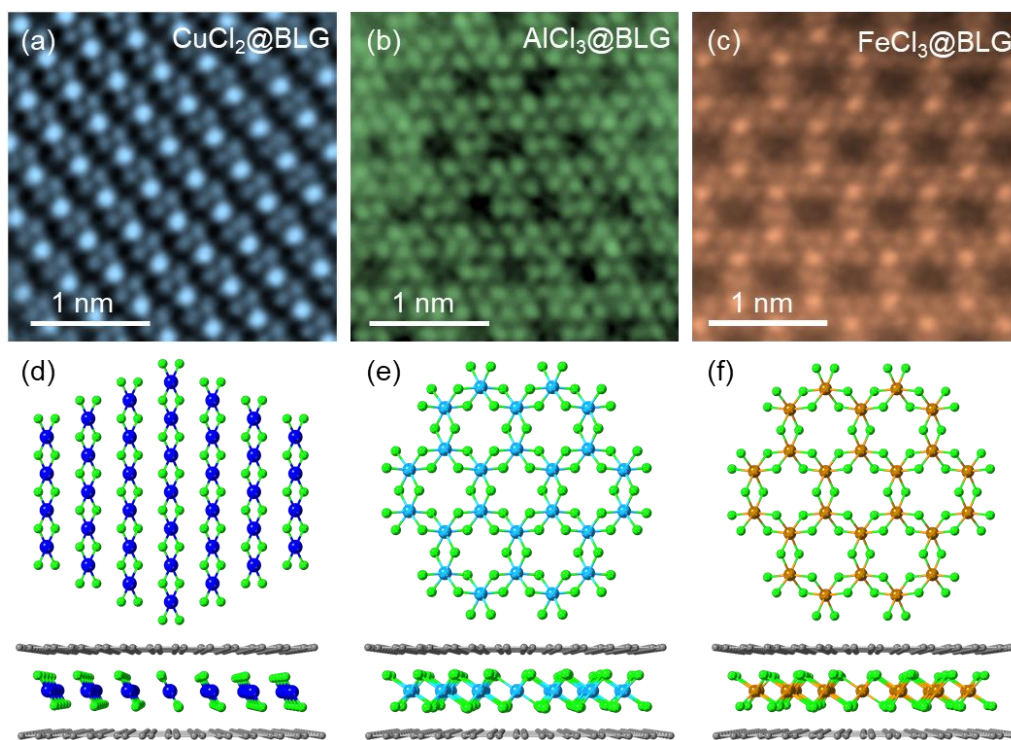 (a) CuCl₂@BLG
(b) AlCl₃@BLG
(c) FeCl₃@BLG
1 nm
1 nm
1 nm
(d)
(e)
(f)